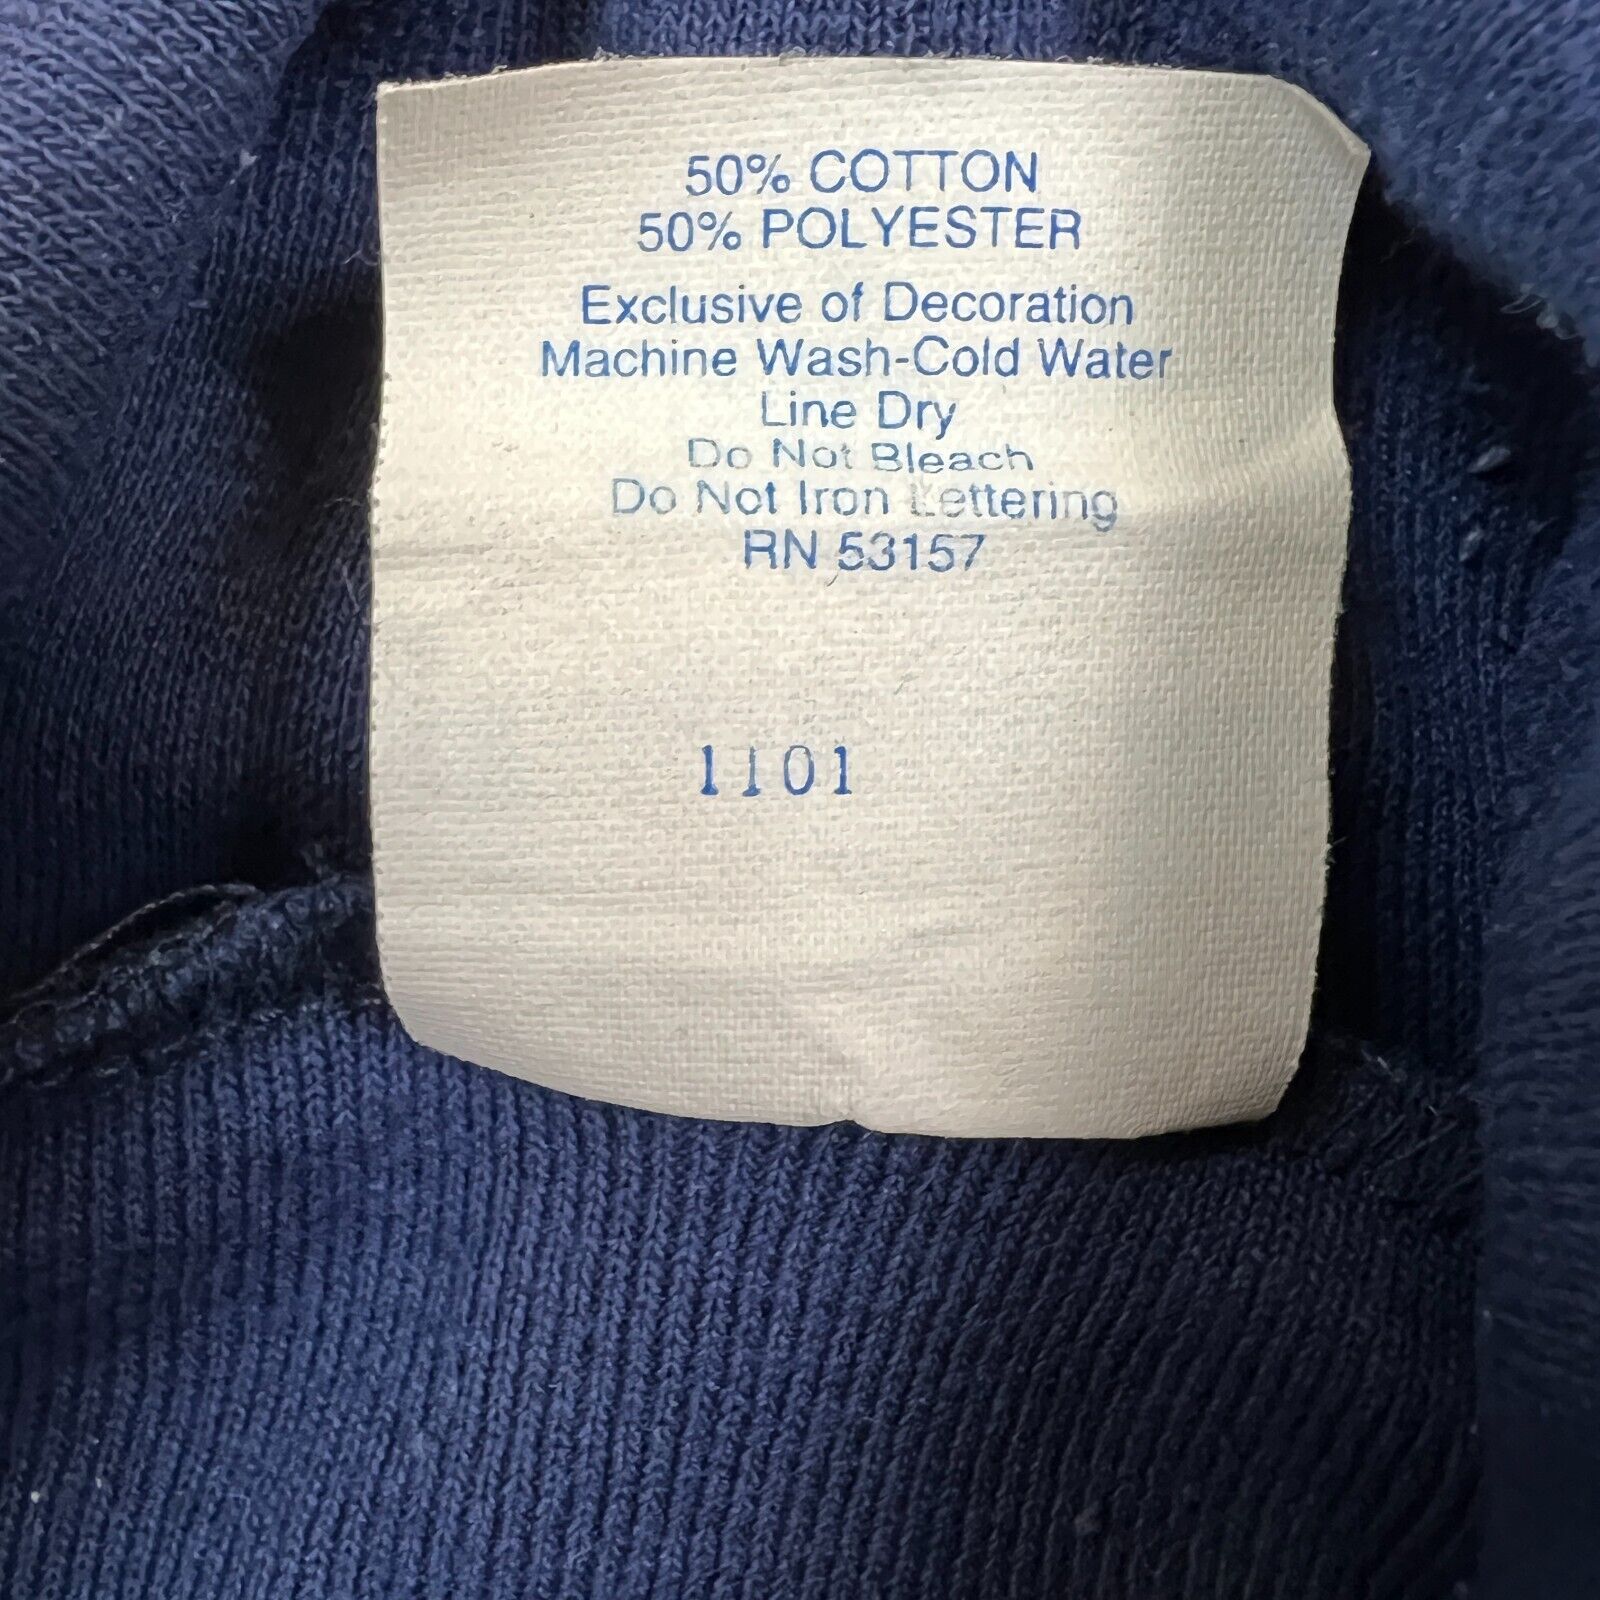 50% COTTON
50% POLYESTER
Exclusive of Decoration
Machine Wash-Cold Water
Line Dry
Do Not Bleach
Do Not Iron Lettering
RN 53157
1101